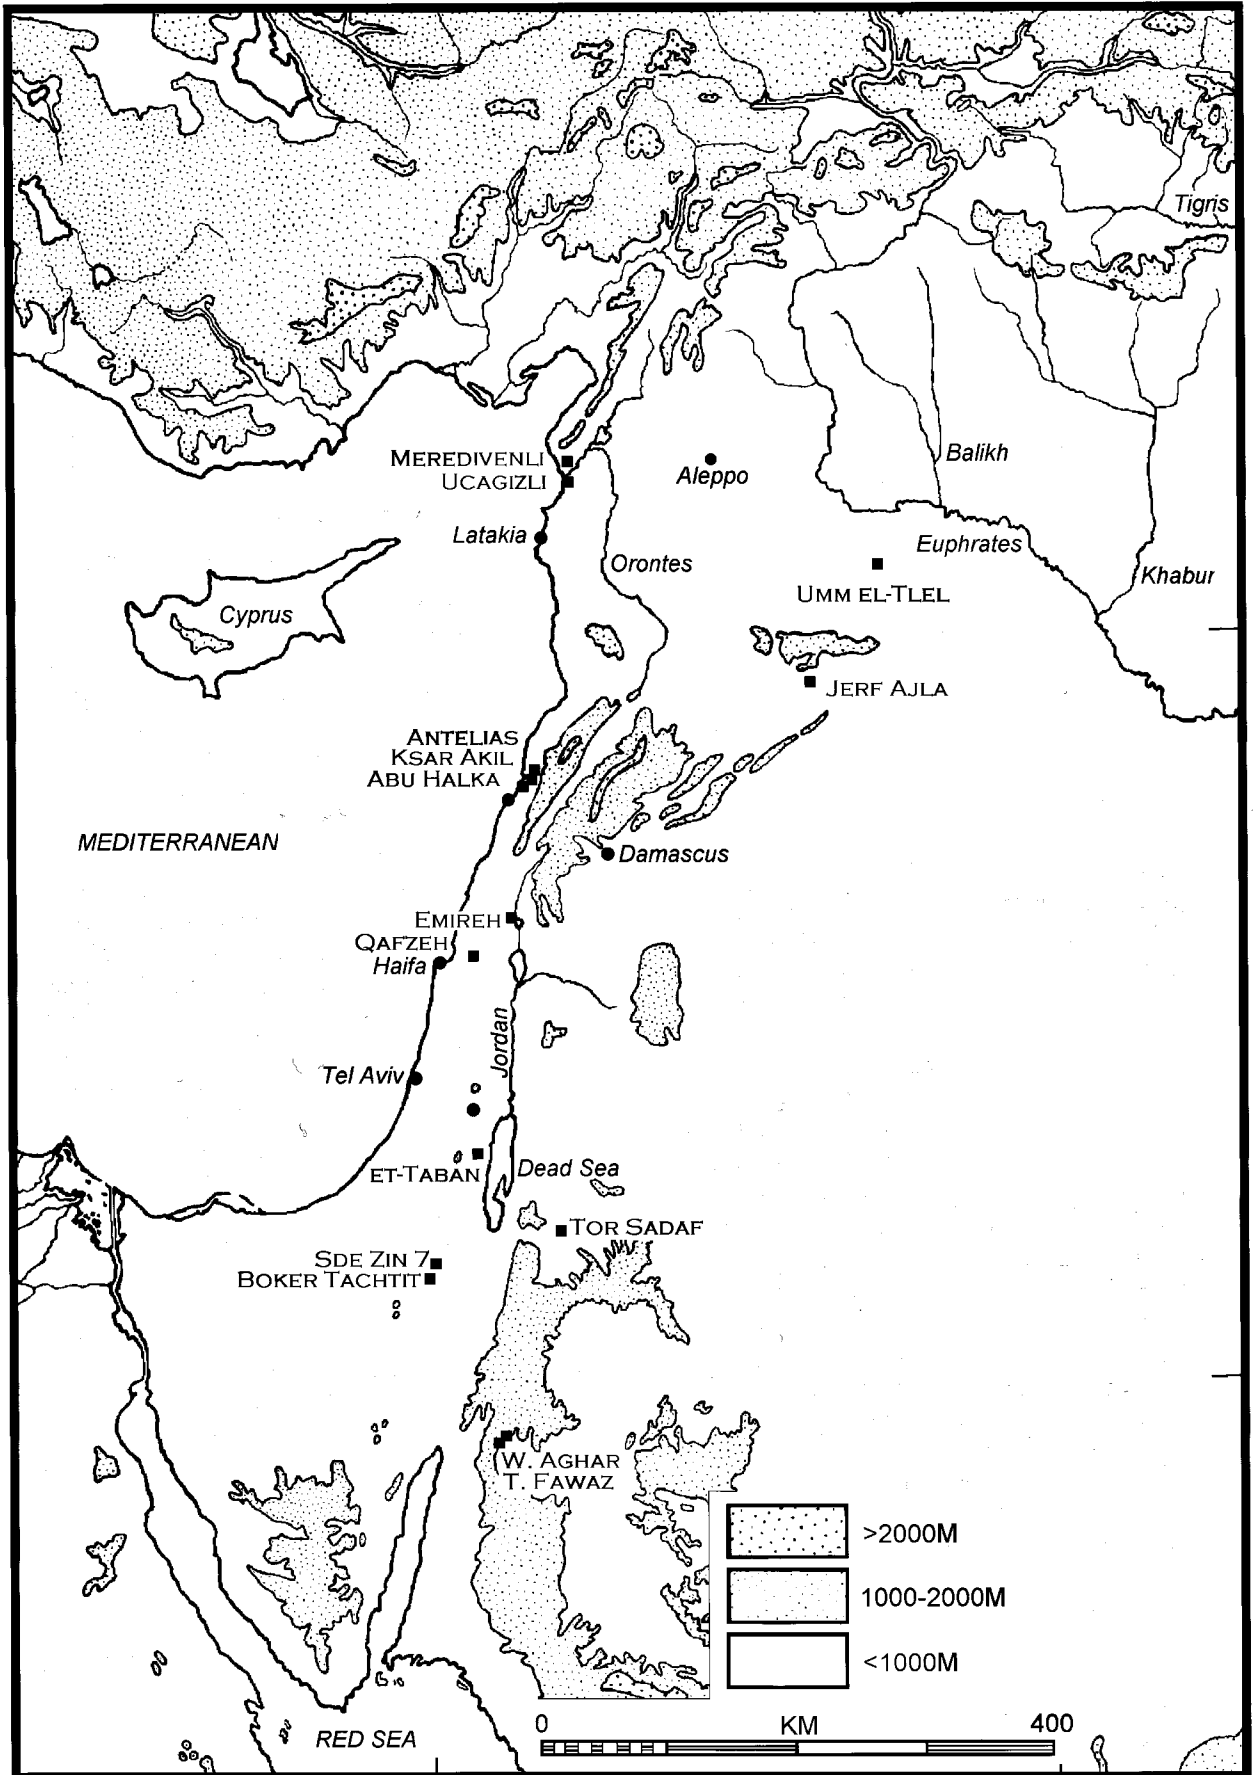 Tigris
MEREDIVENLI
UCAGIZLI
Aleppo
Balikh
Latakia
Orontes
Euphrates
Khabur
UMM EL-TLEL
Cyprus
JERF AJLA
ANTELIAS
KSAR AKIL
ABU HALKA
MEDITERRANEAN
Damascus
EMIREH
QAFZEH
Haifa
Jordan
Tel Aviv
ET-TABAN
Dead Sea
TOR SADAF
SDE ZIN 7
BOKER TACHTIT
W. AGHAR
T. FAWAZ
>2000M
1000-2000M
<1000M
RED SEA
0 KM 400